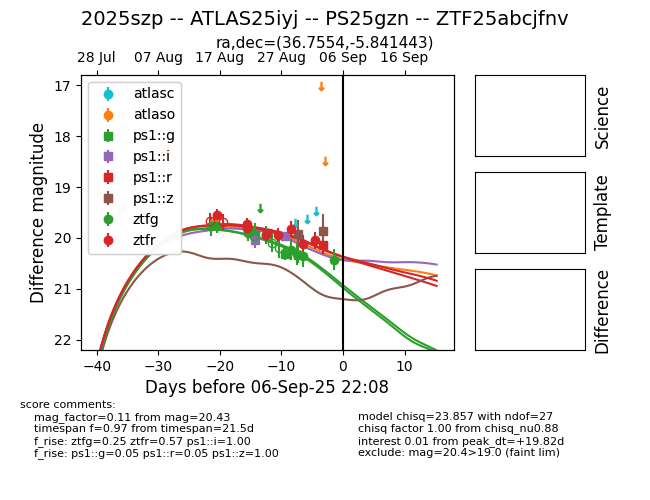 2025szp -- ATLAS25iyj -- PS25gzn -- ZTF25abcjfnv
ra,dec=(36.7554,-5.841443)
28 Jul 07 Aug 17 Aug 27 Aug 06 Sep 16 Sep
17
18
19
20
21
22
Difference magnitude
atlasc
atlaso
ps1::g
ps1::i
ps1::r
ps1::z
ztfg
ztfr
−40 −30 −20 −10 0 10
Days before 06-Sep-25 22:08
Science
Template
Difference
score comments:
mag_factor=0.11 from mag=20.43
timespan f=0.97 from timespan=21.5d
f_rise: ztfg=0.25 ztfr=0.57 ps1::i=1.00
f_rise: ps1::g=0.05 ps1::r=0.05 ps1::z=1.00
model chisq=23.857 with ndof=27
chisq factor 1.00 from chisq_nu0.88
interest 0.01 from peak_dt=+19.82d
exclude: mag=20.4>19.0 (faint lim)